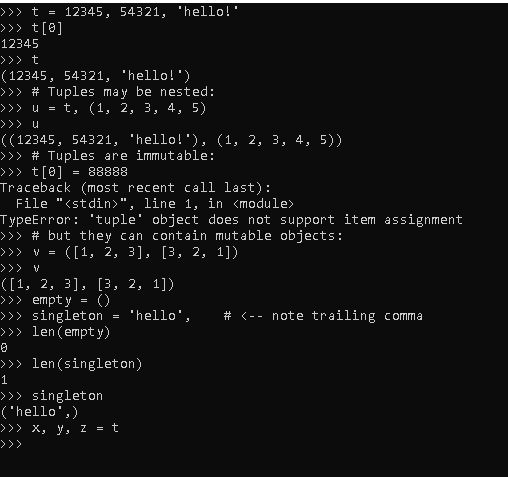 >>> t = 12345, 54321, 'hello!'
>>> t[0]
12345
>>> t
(12345, 54321, 'hello!')
>>> # Tuples may be nested:
>>> u = t, (1, 2, 3, 4, 5)
>>> u
((12345, 54321, 'hello!'), (1, 2, 3, 4, 5))
>>> # Tuples are immutable:
>>> t[0] = 88888
Traceback (most recent call last):
  File "<stdin>", line 1, in <module>
TypeError: 'tuple' object does not support item assignment
>>> # but they can contain mutable objects:
>>> v = ([1, 2, 3], [3, 2, 1])
>>> v
([1, 2, 3], [3, 2, 1])
>>> empty = ()
>>> singleton = 'hello',    # <-- note trailing comma
>>> len(empty)
0
>>> len(singleton)
1
>>> singleton
('hello',)
>>> x, y, z = t
>>>